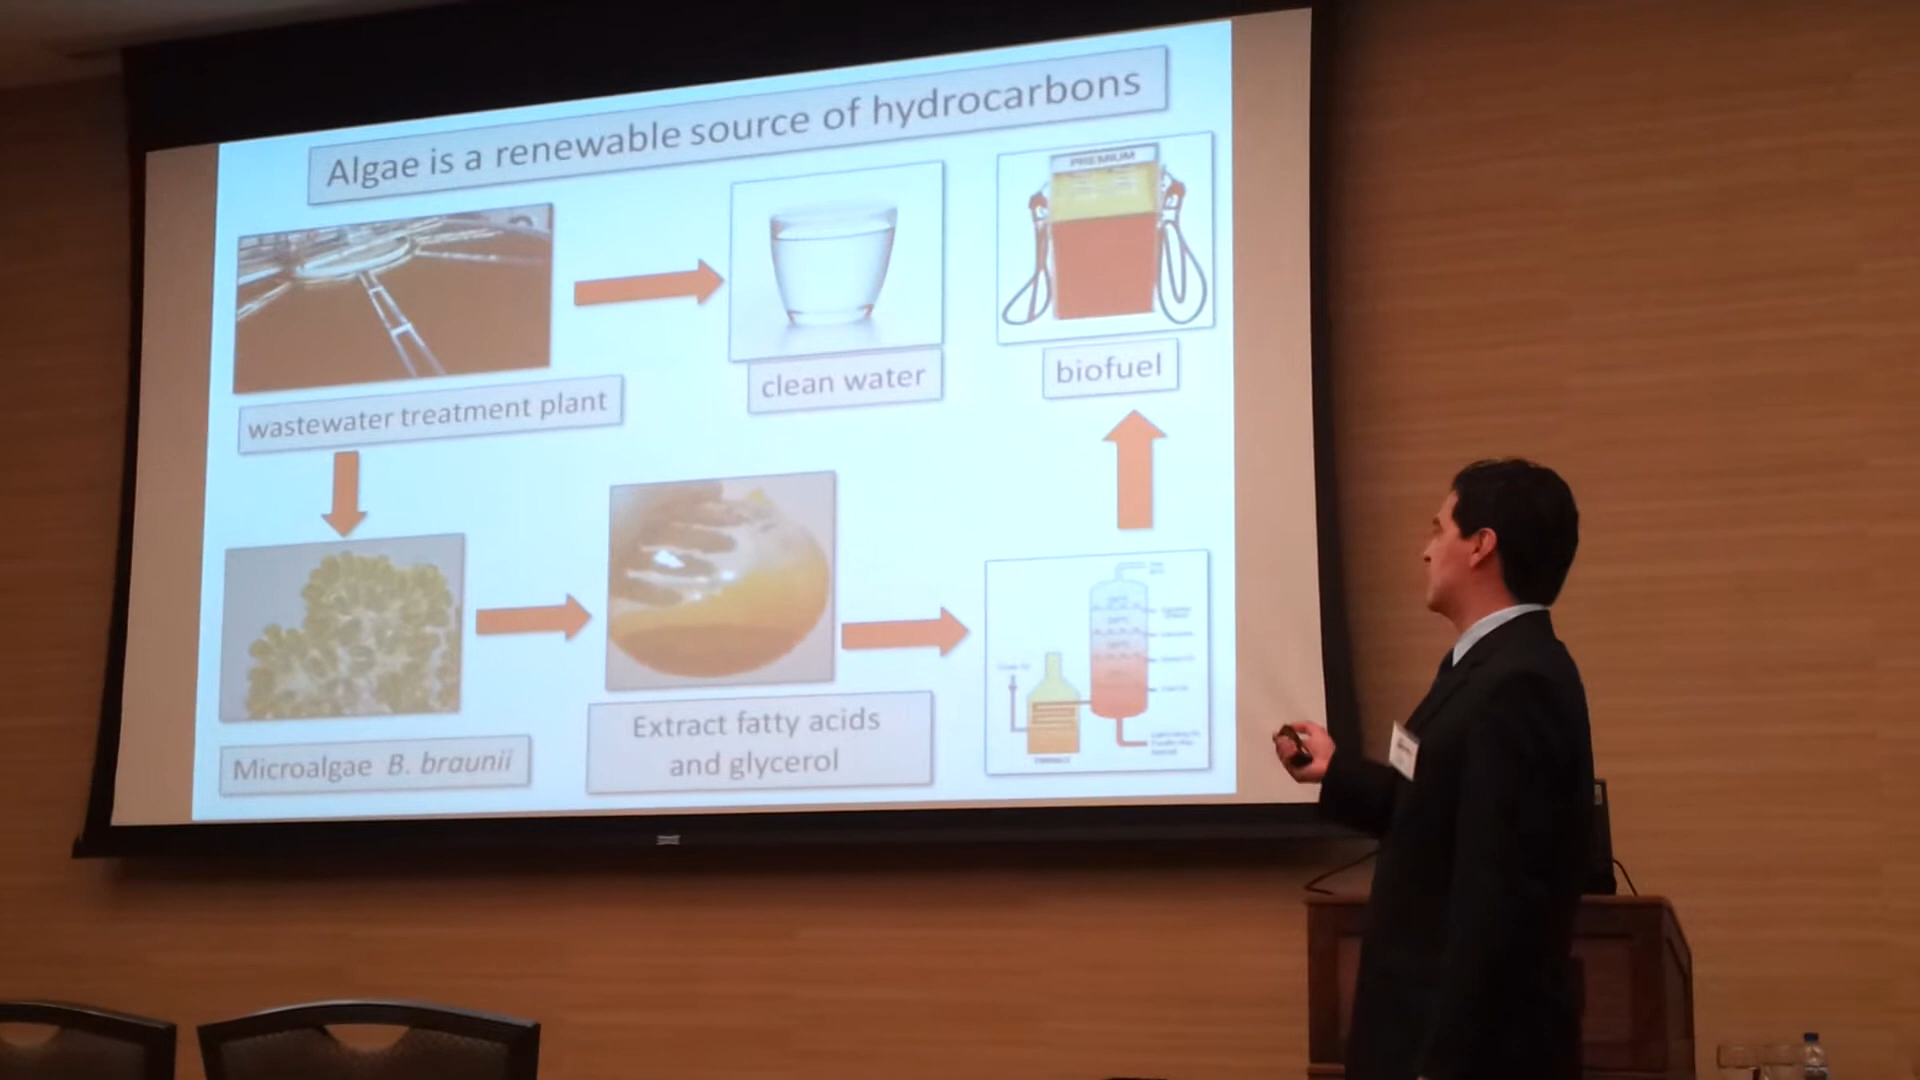 Algae is a renewable source of hydrocarbons
PREMIUM
wastewater treatment plant
clean water
biofuel
Microalgae B. braunii
Extract fatty acids
and glycerol